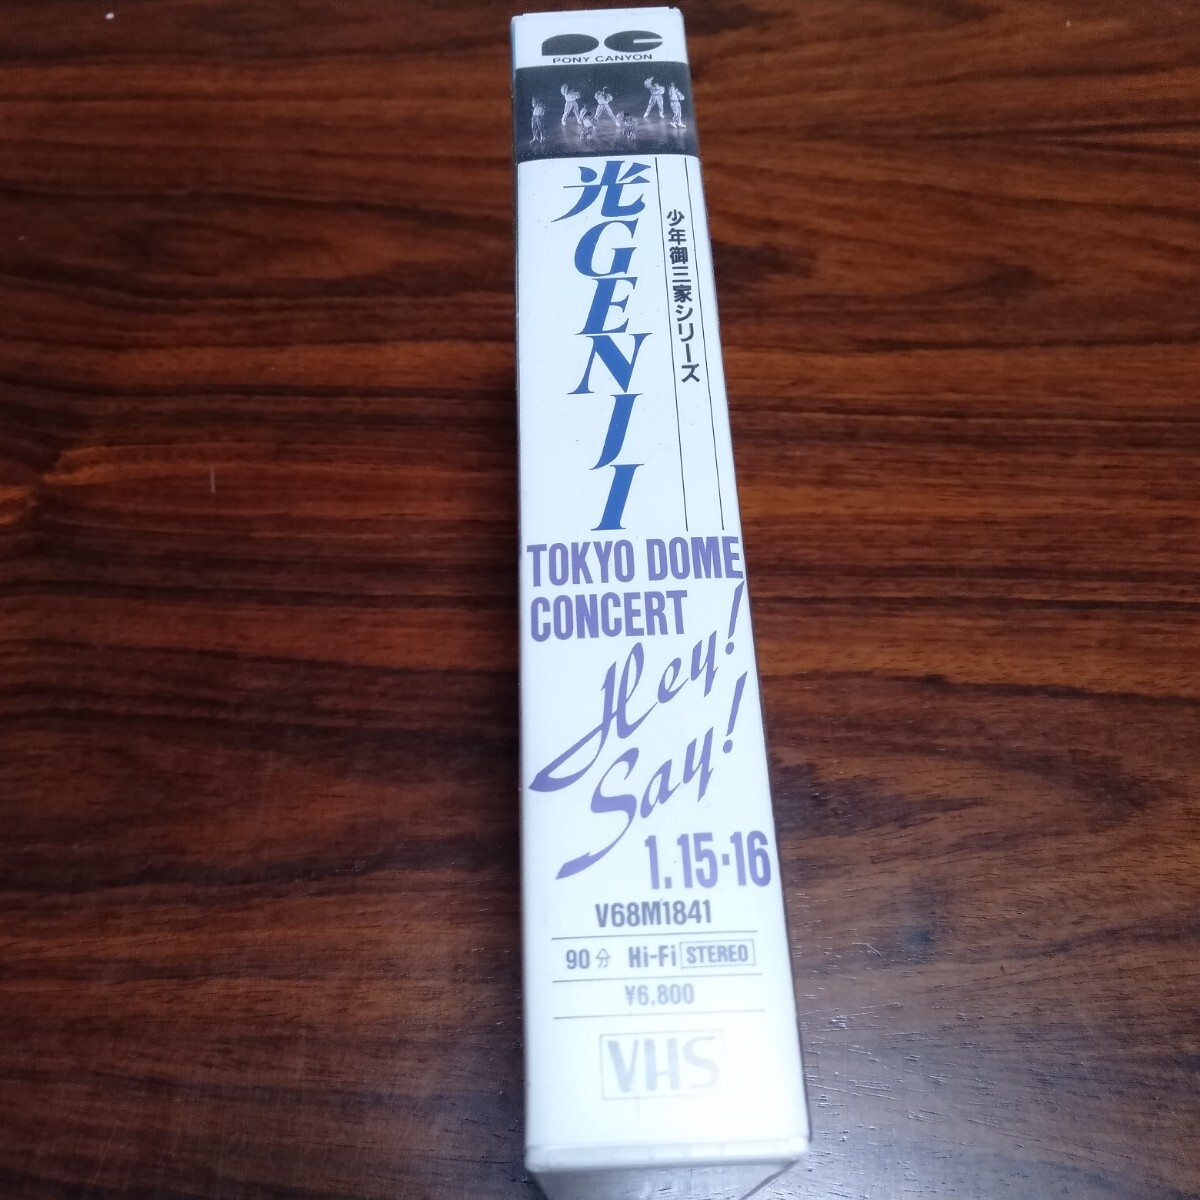 PONY CANYON
光GENJI
少年御三家シリーズ
TOKYO DOME
CONCERT
Hey!
Say!
1.15·16
V68M1841
90分 Hi-Fi STEREO
¥6,800
VHS